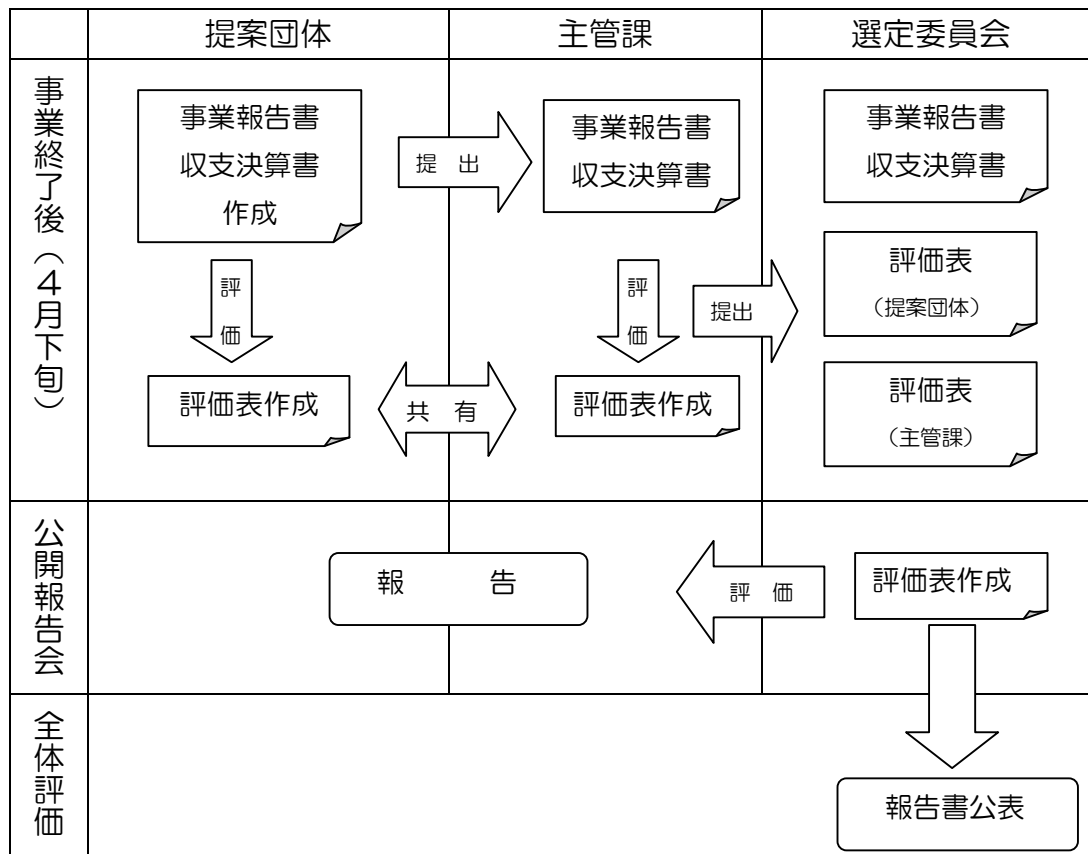 提案団体
主管課
選定委員会
事業終了後（４月下旬）
事業報告書
収支決算書
作成
提 出
事業報告書
収支決算書
事業報告書
収支決算書
評
価
評
価
提出
評価表
（提案団体）
評価表作成
共 有
評価表作成
評価表
（主管課）
公開報告会
報 告
評 価
評価表作成
全体評価
報告書公表